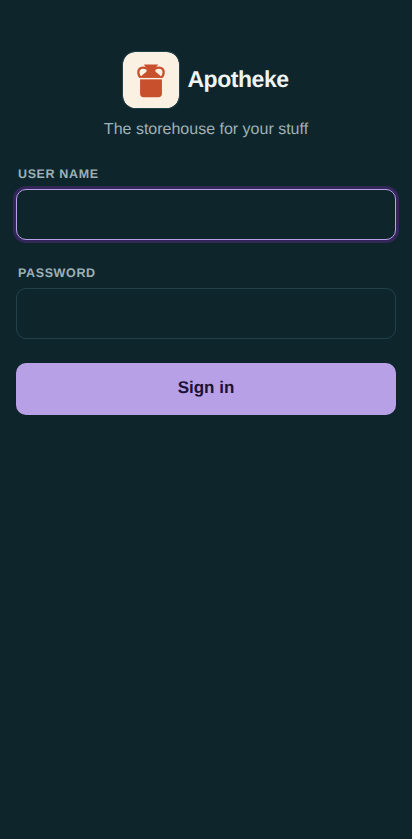 Apotheke
The storehouse for your stuff
USER NAME
PASSWORD
Sign in